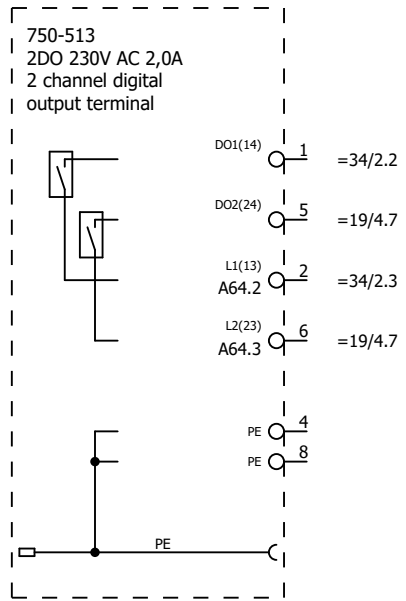 750-513
2DO 230V AC 2,0A
2 channel digital
output terminal
DO1(14) 1 =34/2.2
DO2(24) 5 =19/4.7
L1(13) 2 =34/2.3
A64.2
L2(23) 6 =19/4.7
A64.3
PE 4
PE 8
PE